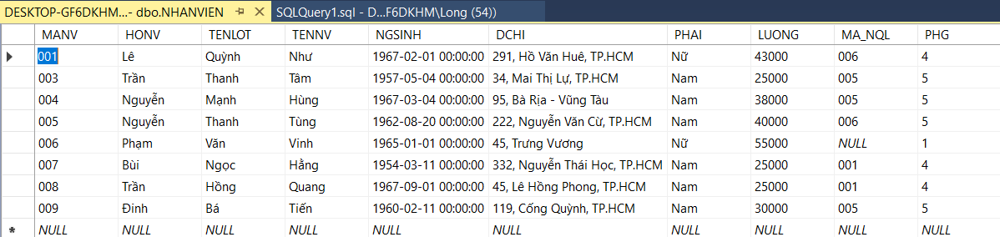 DESKTOP-GF6DKHM...- dbo.NHANVIEN SQLQuery1.sql - D...F6DKHM\Long (54))
MANV HONV TENLOT TENNV NGSINH DCHI PHAI LUONG MA_NQL PHG
001 Lê Quỳnh Như 1967-02-01 00:00:00 291, Hồ Văn Huê, TP.HCM Nữ 43000 006 4
003 Trần Thanh Tâm 1957-05-04 00:00:00 34, Mai Thị Lự, TP.HCM Nam 25000 005 5
004 Nguyễn Mạnh Hùng 1967-03-04 00:00:00 95, Bà Rịa - Vũng Tàu Nam 38000 005 5
005 Nguyễn Thanh Tùng 1962-08-20 00:00:00 222, Nguyễn Văn Cừ, TP.HCM Nam 40000 006 5
006 Phạm Văn Vinh 1965-01-01 00:00:00 45, Trưng Vương Nữ 55000 NULL 1
007 Bùi Ngọc Hằng 1954-03-11 00:00:00 332, Nguyễn Thái Học, TP.HCM Nam 25000 001 4
008 Trần Hồng Quang 1967-09-01 00:00:00 45, Lê Hồng Phong, TP.HCM Nam 25000 001 4
009 Đinh Bá Tiến 1960-02-11 00:00:00 119, Cống Quỳnh, TP.HCM Nam 30000 005 5
NULL NULL NULL NULL NULL NULL NULL NULL NULL NULL